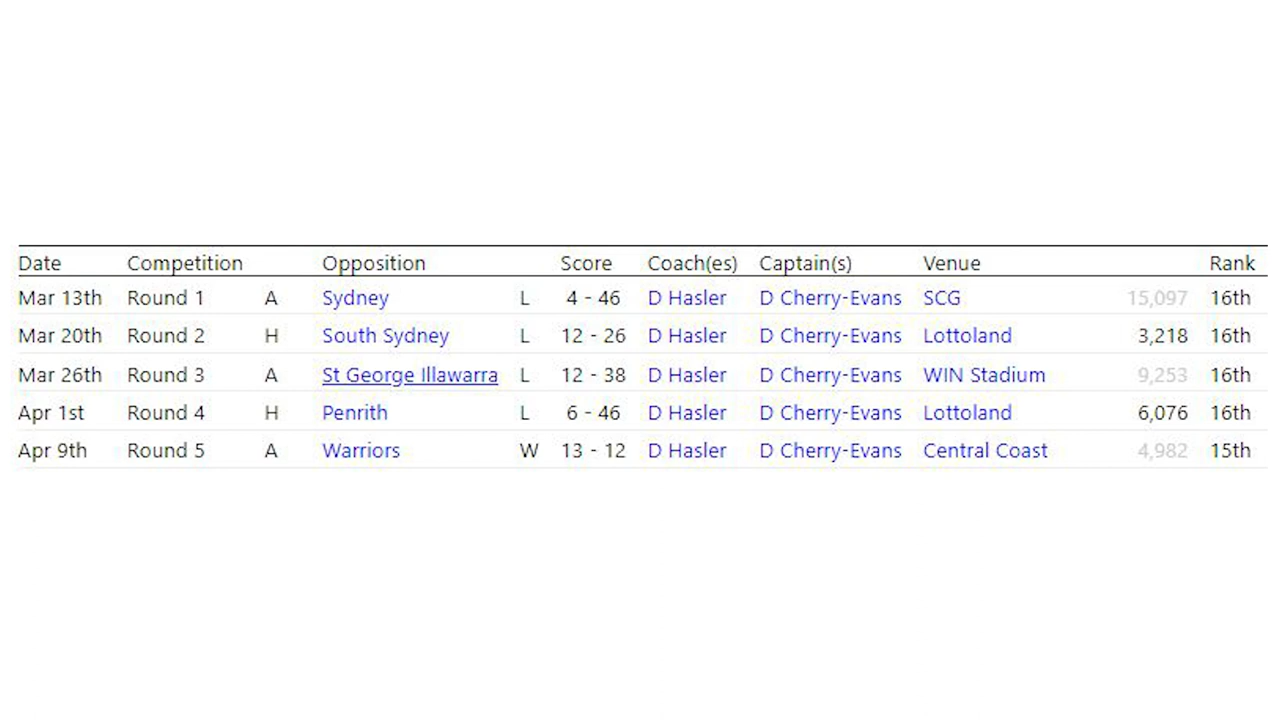 Date Competition Opposition Score Coach(es) Captain(s) Venue Rank
Mar 13th Round 1 A Sydney L 4 - 46 D Hasler D Cherry-Evans SCG 15,097 16th
Mar 20th Round 2 H South Sydney L 12 - 26 D Hasler D Cherry-Evans Lottoland 3,218 16th
Mar 26th Round 3 A St George Illawarra L 12 - 38 D Hasler D Cherry-Evans WIN Stadium 9,253 16th
Apr 1st Round 4 H Penrith L 6 - 46 D Hasler D Cherry-Evans Lottoland 6,076 16th
Apr 9th Round 5 A Warriors W 13 - 12 D Hasler D Cherry-Evans Central Coast 4,982 15th